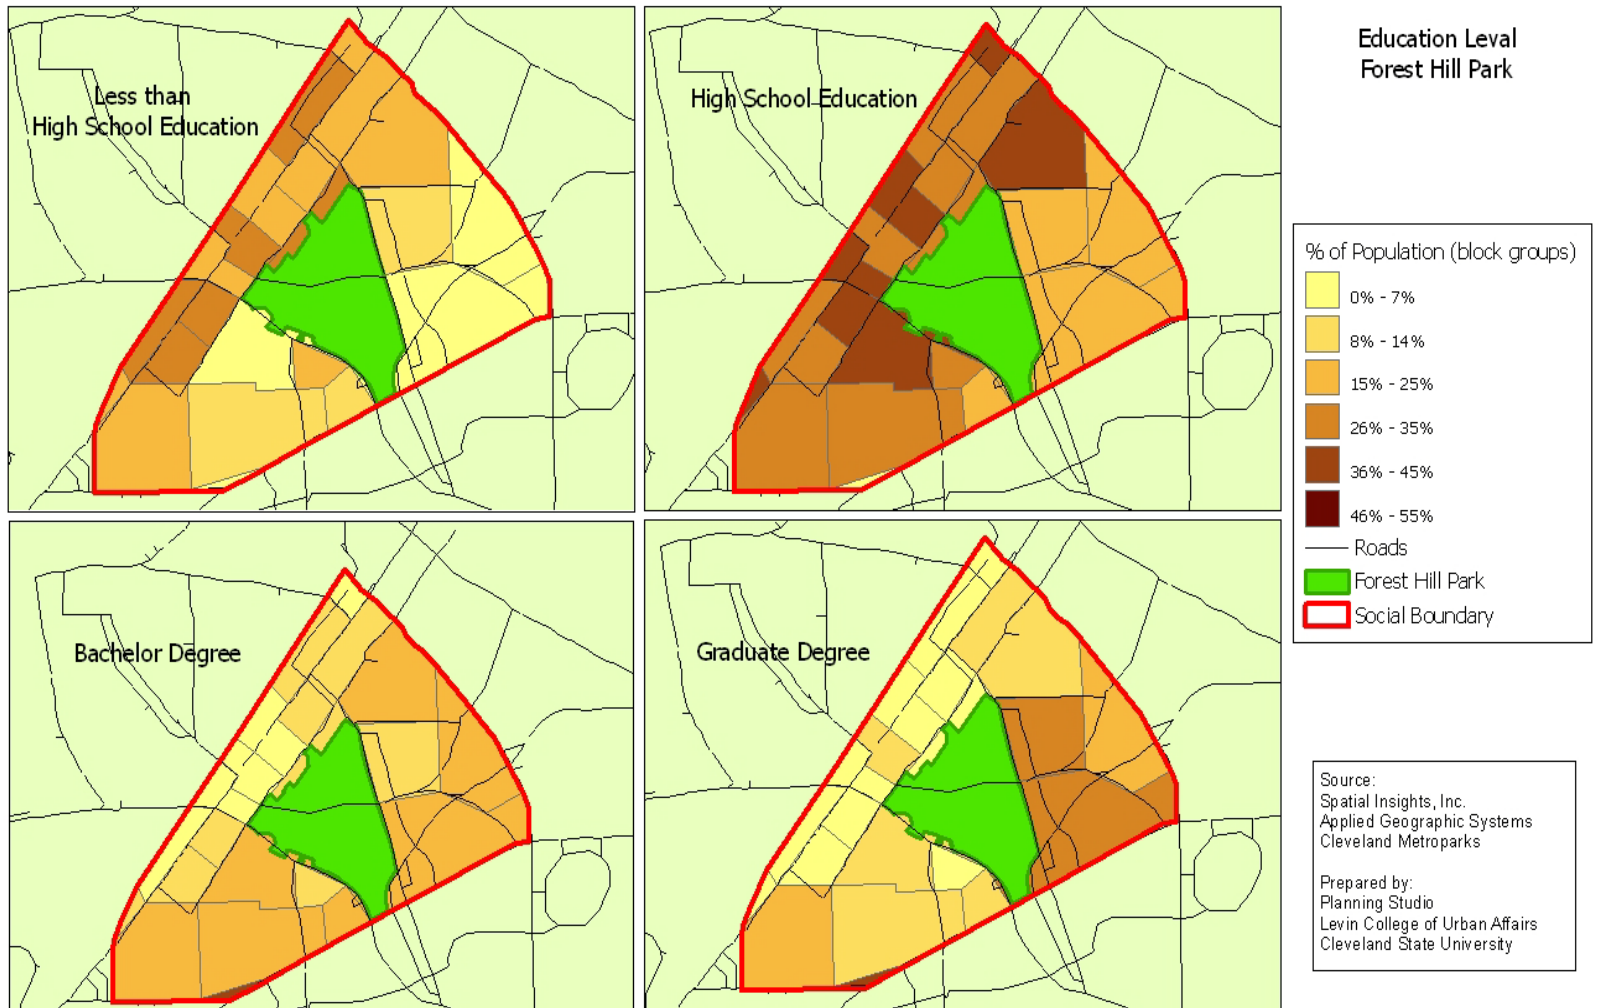 Less than
High School Education
High School Education
Bachelor Degree
Graduate Degree
Education Leval
Forest Hill Park
% of Population (block groups)
0% - 7%
8% - 14%
15% - 25%
26% - 35%
36% - 45%
46% - 55%
Roads
Forest Hill Park
Social Boundary
Source:
Spatial Insights, Inc.
Applied Geographic Systems
Cleveland Metroparks
Prepared by:
Planning Studio
Levin College of Urban Affairs
Cleveland State University